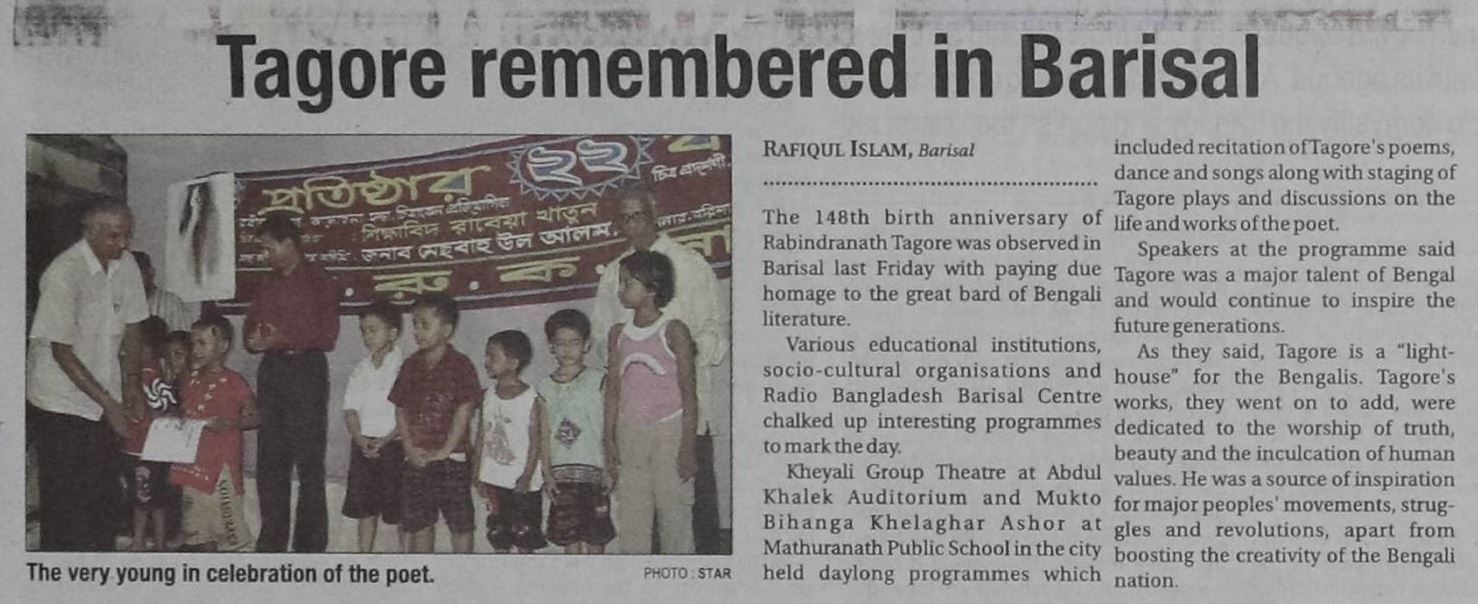 Tagore remembered in Barisal
প্রতিষ্ঠার ২২ ব
চিত্র প্রদর্শনী
শিক্ষাবিদ রাবেয়া খাতুন
জনাব মেছবাহ উল আলম
রু . ক .
The very young in celebration of the poet.
PHOTO : STAR
RAFIQUL ISLAM, Barisal
The 148th birth anniversary of
Rabindranath Tagore was observed in
Barisal last Friday with paying due
homage to the great bard of Bengali
literature.
Various educational institutions,
socio-cultural organisations and
Radio Bangladesh Barisal Centre
chalked up interesting programmes
to mark the day.
Kheyali Group Theatre at Abdul
Khalek Auditorium and Mukto
Bihanga Khelaghar Ashor at
Mathuranath Public School in the city
held daylong programmes which
included recitation of Tagore's poems,
dance and songs along with staging of
Tagore plays and discussions on the
life and works of the poet.
Speakers at the programme said
Tagore was a major talent of Bengal
and would continue to inspire the
future generations.
As they said, Tagore is a “light-
house” for the Bengalis. Tagore's
works, they went on to add, were
dedicated to the worship of truth,
beauty and the inculcation of human
values. He was a source of inspiration
for major peoples' movements, strug-
gles and revolutions, apart from
boosting the creativity of the Bengali
nation.